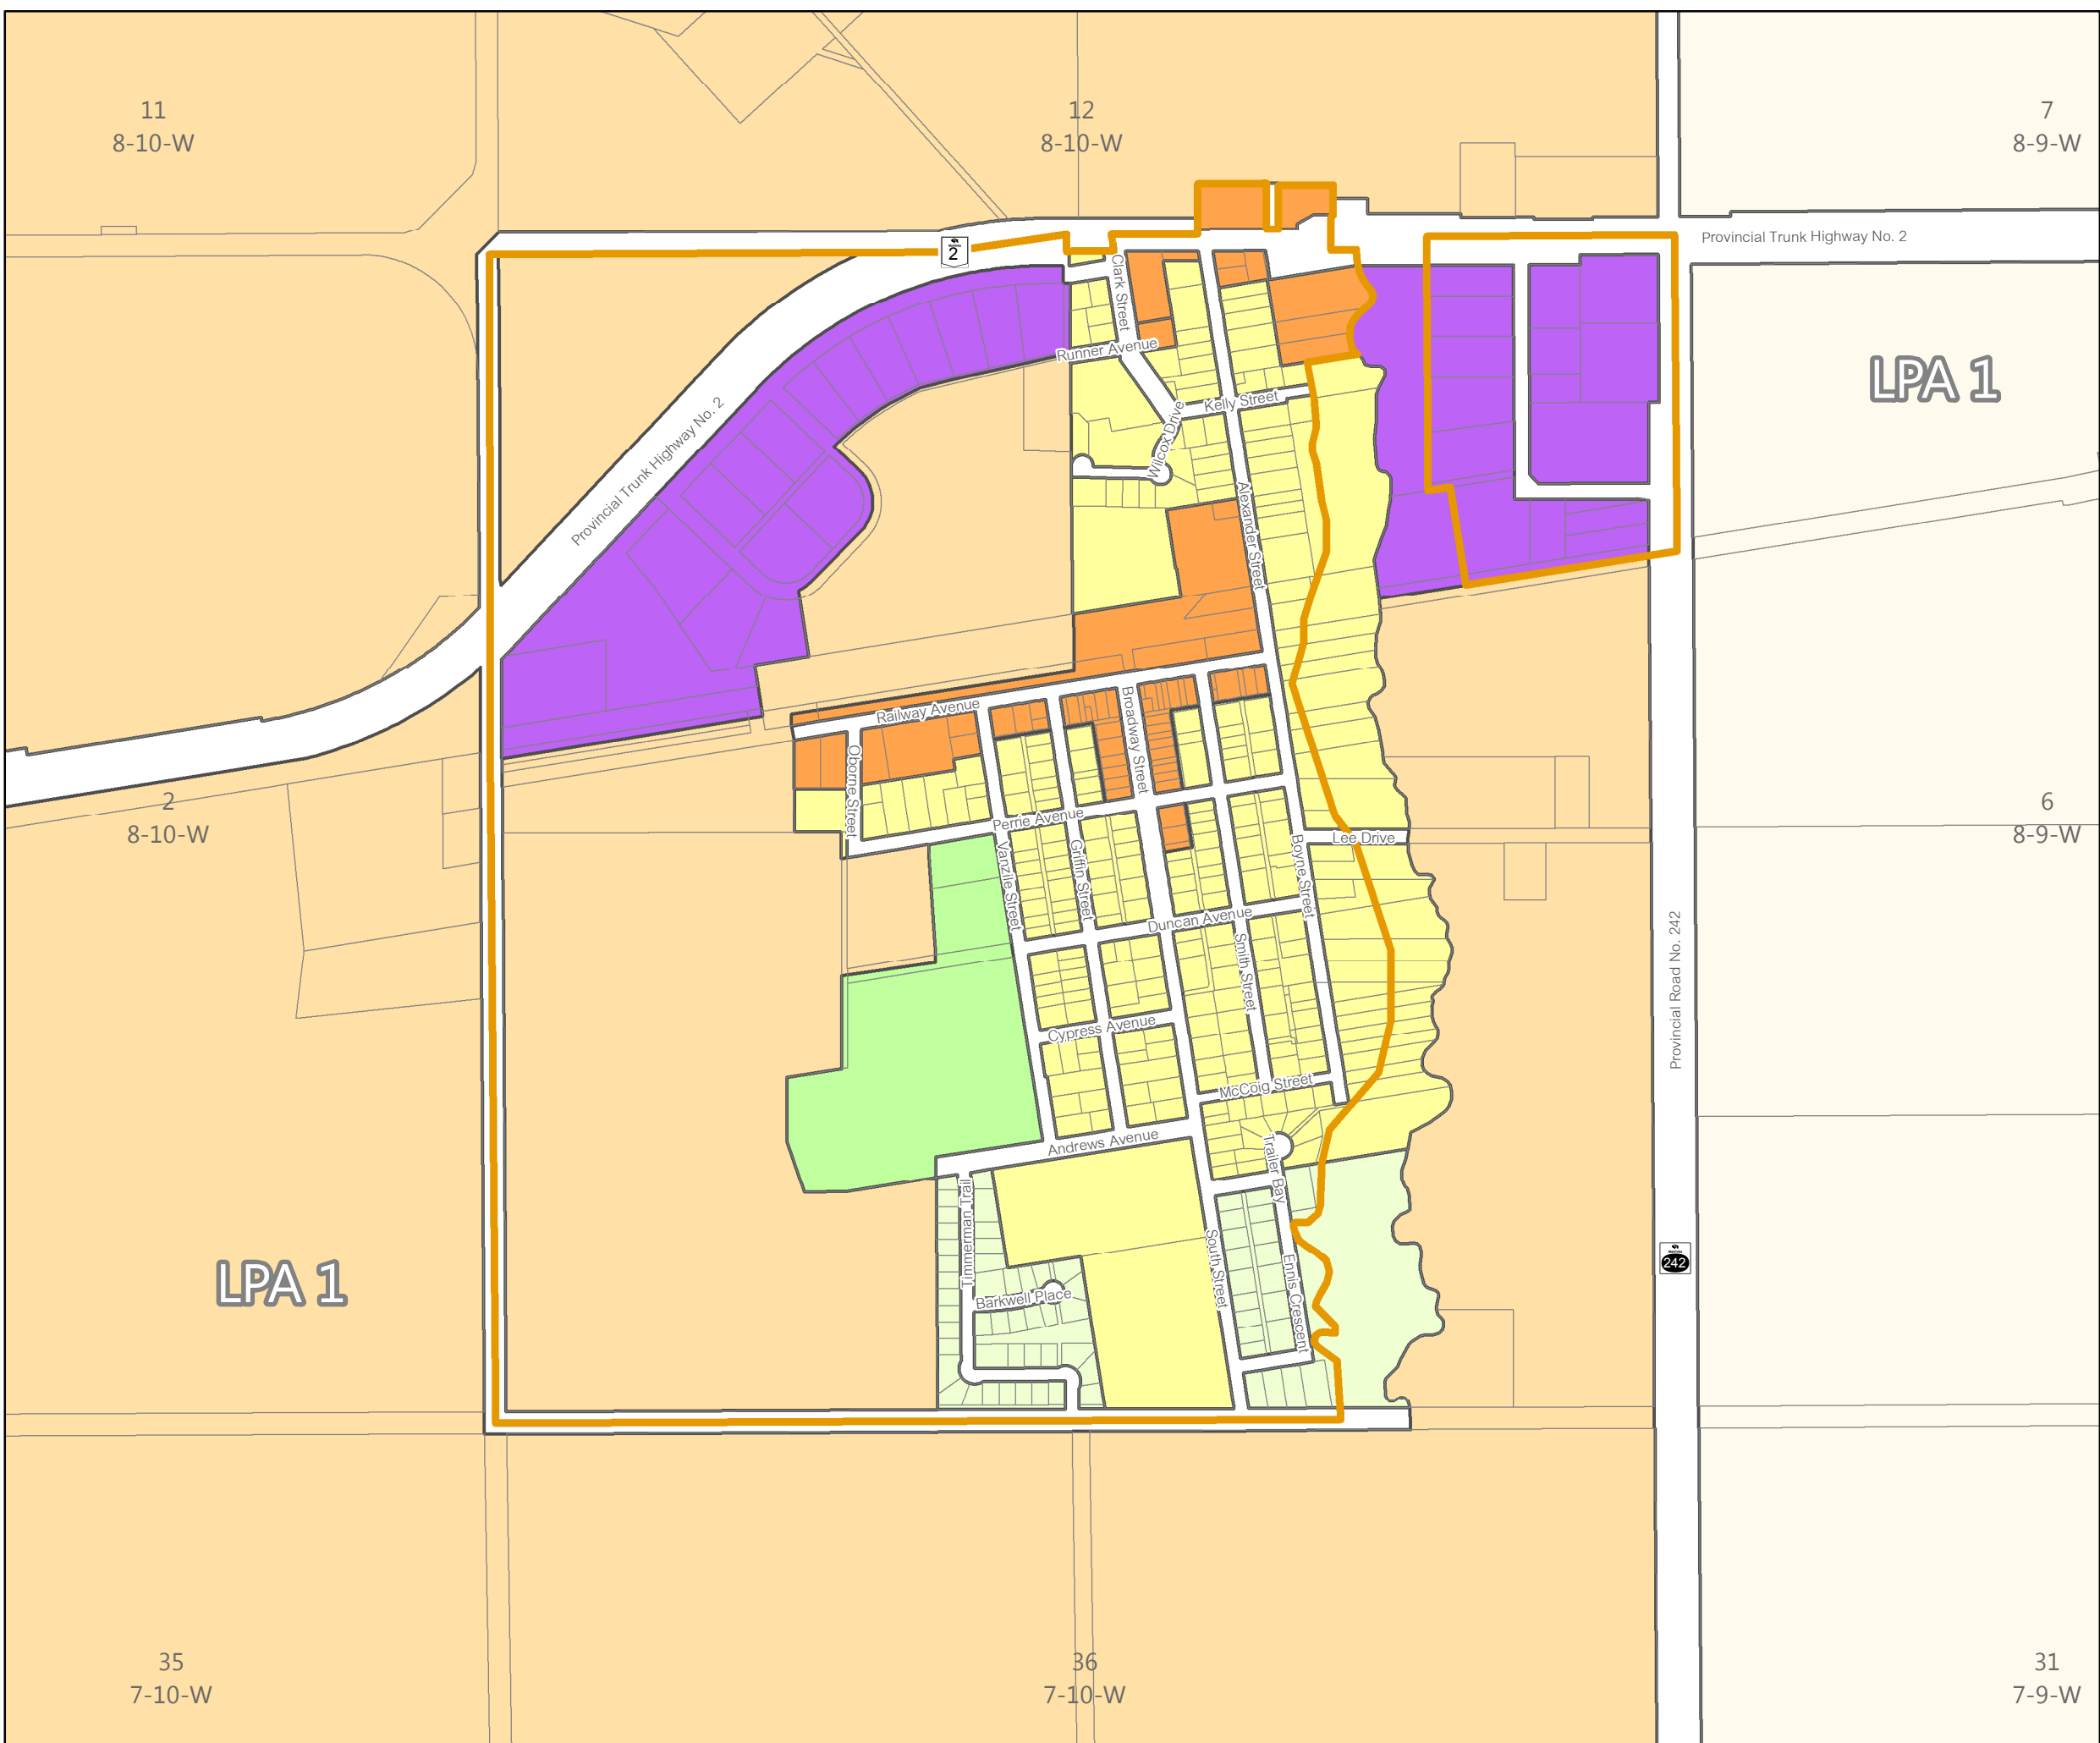 11
8-10-W
12
8-10-W
7
8-9-W
Provincial Trunk Highway No. 2
2
Clark Street
Runner Avenue
Kelly Street
Wilcox Drive
LPA 1
Provincial Trunk Highway No. 2
Alexander Street
Railway Avenue
Broadway Street
Oborne Street
2
8-10-W
6
8-9-W
Perrie Avenue
Lee Drive
Vanzile Street
Griffin Street
Boyne Street
Duncan Avenue
Smith Street
Provincial Road No. 242
Cypress Avenue
McCoig Street
Andrews Avenue
Trailer Bay
Timmerman Trail
South Street
Ennis Crescent
242
LPA 1
Barkwell Place
35
7-10-W
36
7-10-W
31
7-9-W